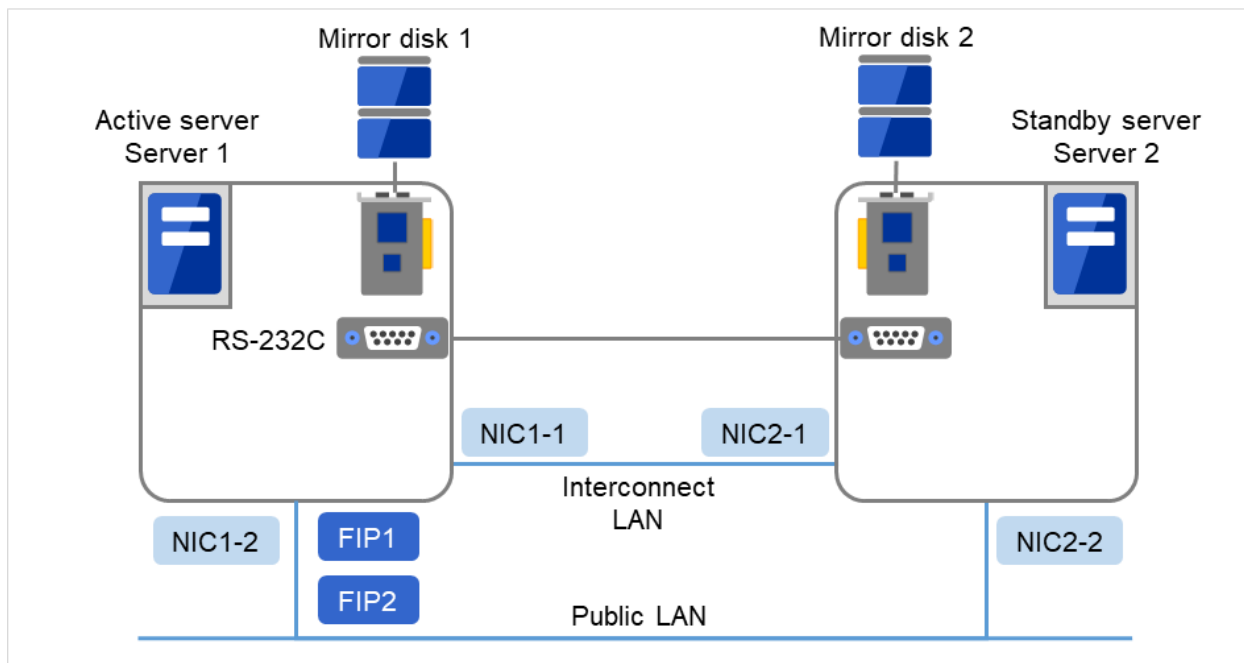 Mirror disk 1
Mirror disk 2
Active server
Server 1
Standby server
Server 2
RS-232C
NIC1-1
NIC2-1
Interconnect
LAN
NIC1-2
FIP1
NIC2-2
FIP2
Public LAN